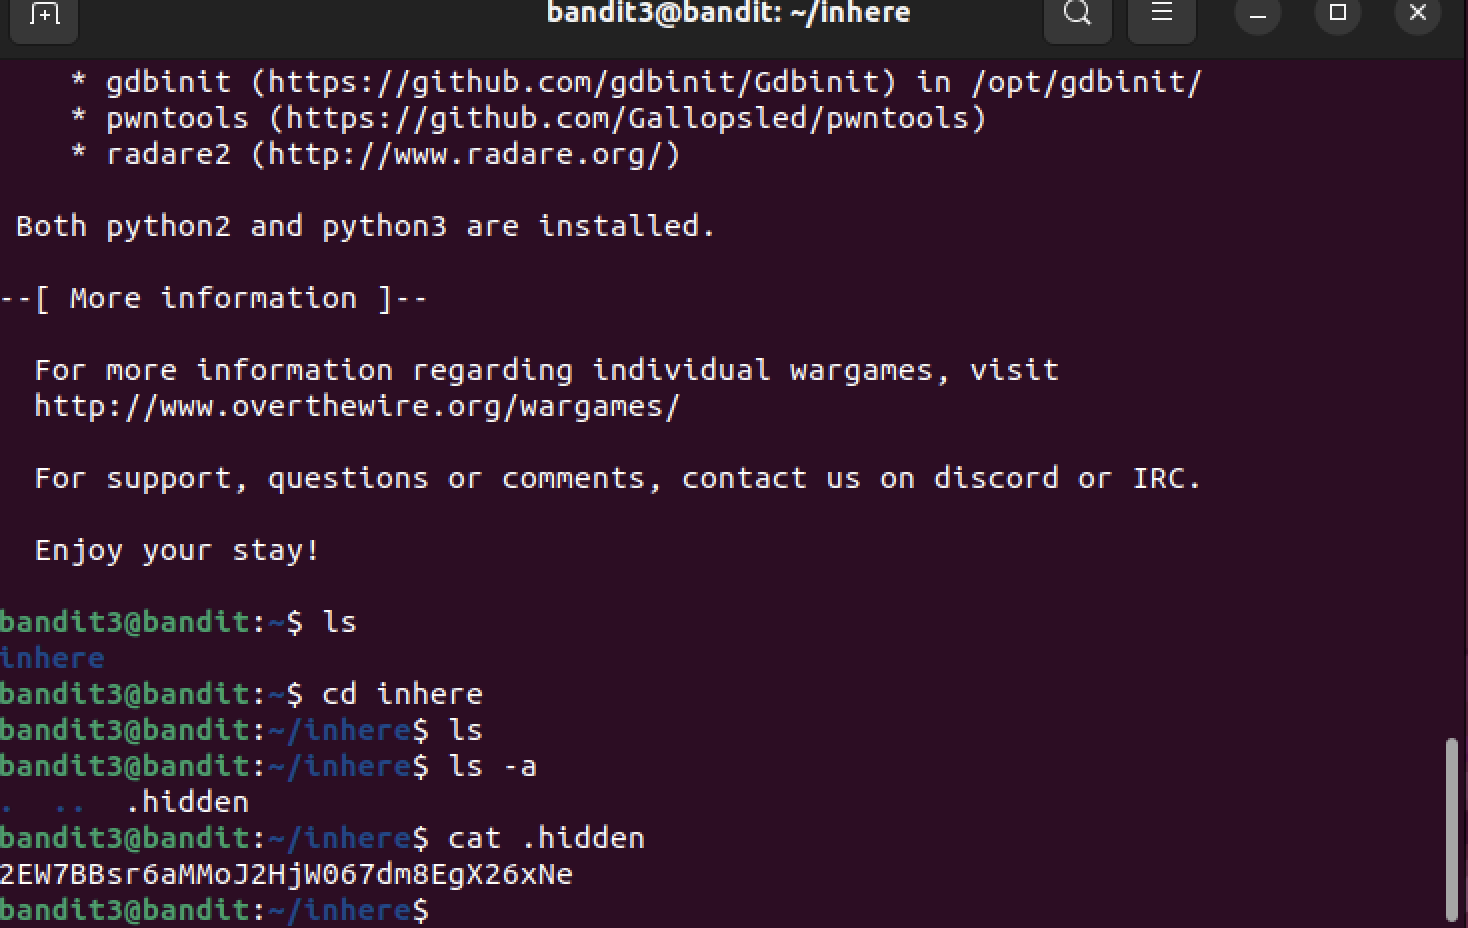 bandit3@bandit: ~/inhere
* gdbinit (https://github.com/gdbinit/Gdbinit) in /opt/gdbinit/
* pwntools (https://github.com/Gallopsled/pwntools)
* radare2 (http://www.radare.org/)
Both python2 and python3 are installed.
--[ More information ]--
For more information regarding individual wargames, visit
http://www.overthewire.org/wargames/
For support, questions or comments, contact us on discord or IRC.
Enjoy your stay!
bandit3@bandit:~$ ls
inhere
bandit3@bandit:~$ cd inhere
bandit3@bandit:~/inhere$ ls
bandit3@bandit:~/inhere$ ls -a
.  ..  .hidden
bandit3@bandit:~/inhere$ cat .hidden
2EW7BBsr6aMMoJ2HjW067dm8EgX26xNe
bandit3@bandit:~/inhere$